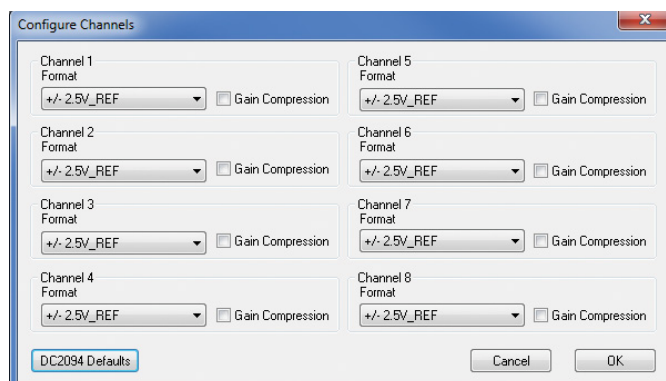 Configure Channels
Channel 1
Format
+/- 2.5V_REF
Gain Compression
Channel 2
Format
+/- 2.5V_REF
Gain Compression
Channel 3
Format
+/- 2.5V_REF
Gain Compression
Channel 4
Format
+/- 2.5V_REF
Gain Compression
Channel 5
Format
+/- 2.5V_REF
Gain Compression
Channel 6
Format
+/- 2.5V_REF
Gain Compression
Channel 7
Format
+/- 2.5V_REF
Gain Compression
Channel 8
Format
+/- 2.5V_REF
Gain Compression
DC2094 Defaults
Cancel
OK